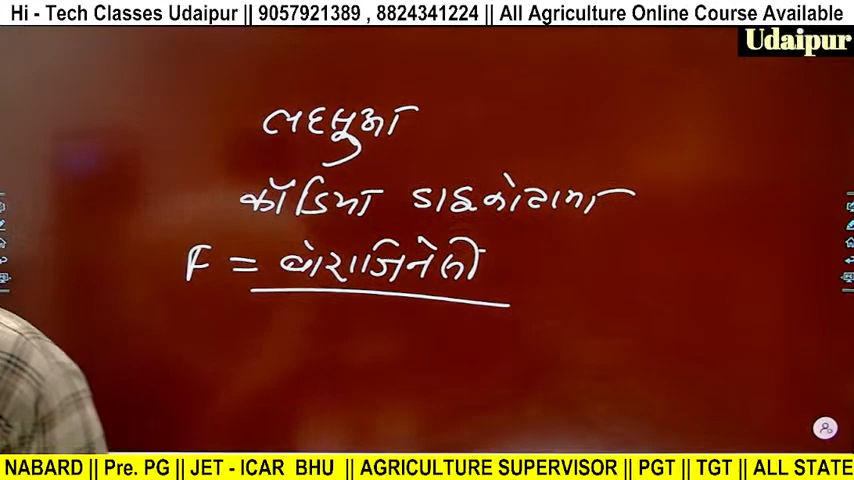 Hi - Tech Classes Udaipur || 9057921389 , 8824341224 || All Agriculture Online Course Available
Udaipur
लहसुआ
कॉर्डिया डाइकोटामा
F = बोराजिनेसी
NABARD || Pre. PG || JET - ICAR BHU || AGRICULTURE SUPERVISOR || PGT || TGT || ALL STATE